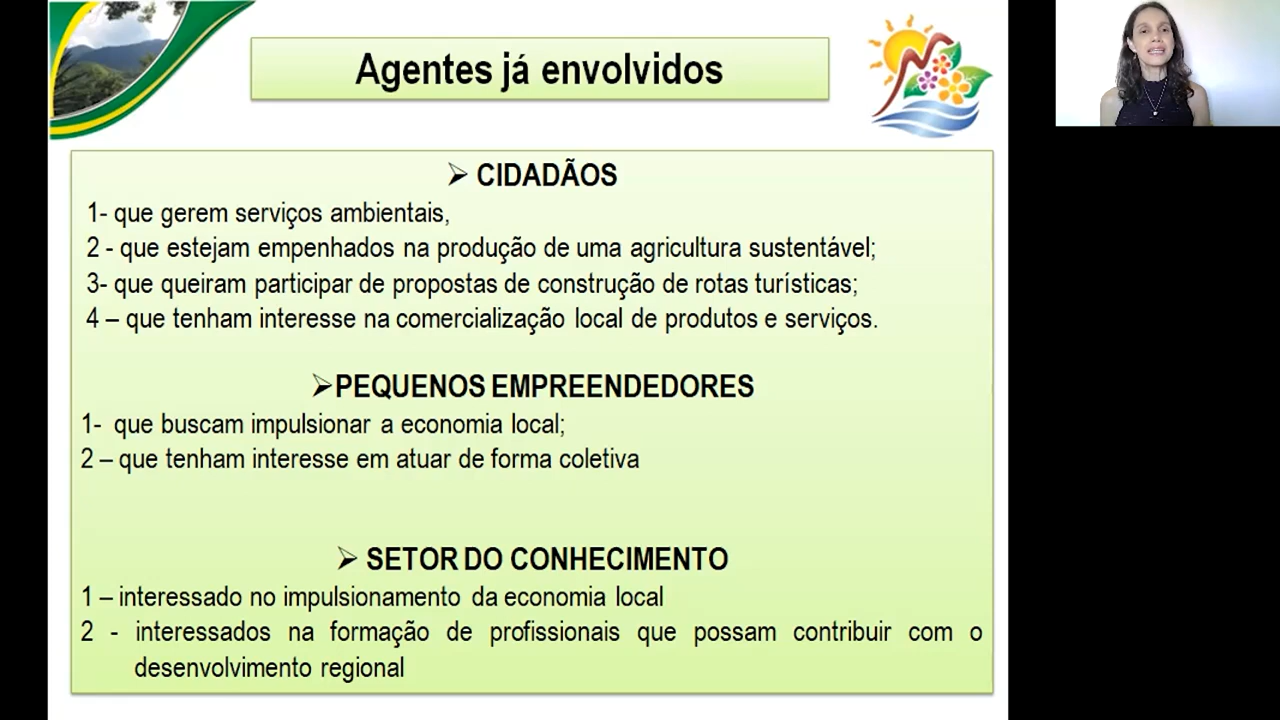 Agentes já envolvidos
➢ CIDADÃOS
1- que gerem serviços ambientais,
2 - que estejam empenhados na produção de uma agricultura sustentável;
3- que queiram participar de propostas de construção de rotas turísticas;
4 – que tenham interesse na comercialização local de produtos e serviços.
➢PEQUENOS EMPREENDEDORES
1- que buscam impulsionar a economia local;
2 – que tenham interesse em atuar de forma coletiva
➢ SETOR DO CONHECIMENTO
1 – interessado no impulsionamento da economia local
2 - interessados na formação de profissionais que possam contribuir com o
desenvolvimento regional